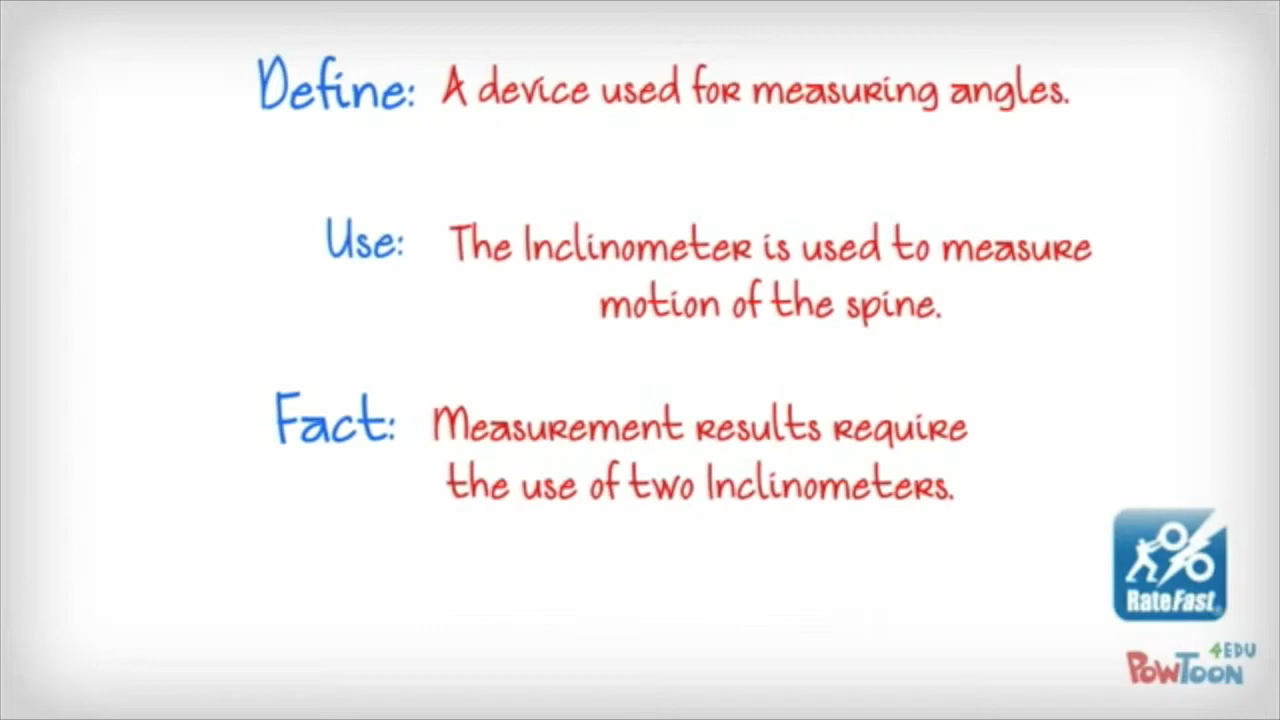 Define: A device used for measuring angles.
Use: The Inclinometer is used to measure
motion of the spine.
Fact: Measurement results require
the use of two Inclinometers.
RateFast
4EDU
POWTOON